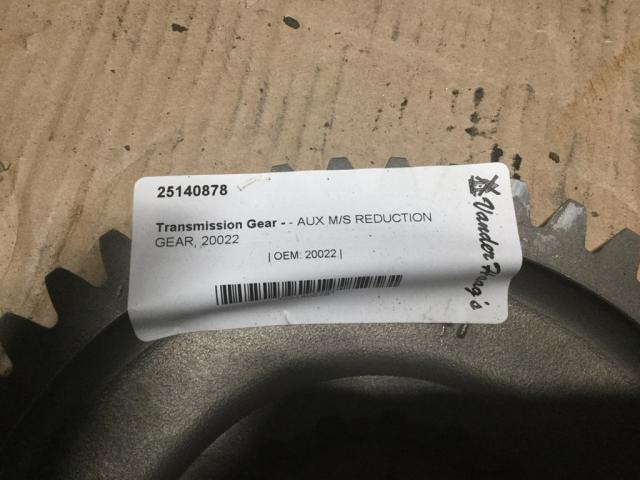 25140878
Transmission Gear - - AUX M/S REDUCTION
GEAR, 20022
| OEM: 20022 |
Vander Haag's